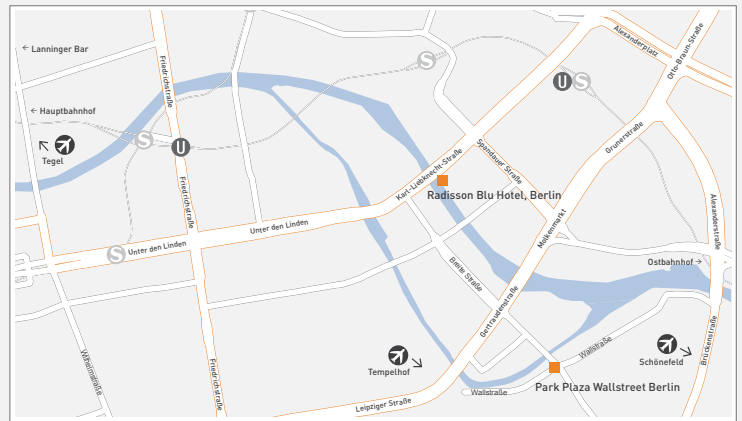 Alexanderplatz
Otto-Braun-Straße
← Lanninger Bar
Friedrichstraße
S
U
S
← Hauptbahnhof
Grunerstraße
S
U
Tegel
Karl-Liebknecht-Straße
Spandauer Straße
Friedrichstraße
Radisson Blu Hotel, Berlin
Alexanderstraße
Molkenmarkt
Unter den Linden
S
Unter den Linden
Ostbahnhof →
Breite Straße
Gertraudenstraße
Brückenstraße
Wilhelmstraße
Wallstraße
Schönefeld
Tempelhof
Friedrichstraße
Park Plaza Wallstreet Berlin
Wallstraße
Leipziger Straße